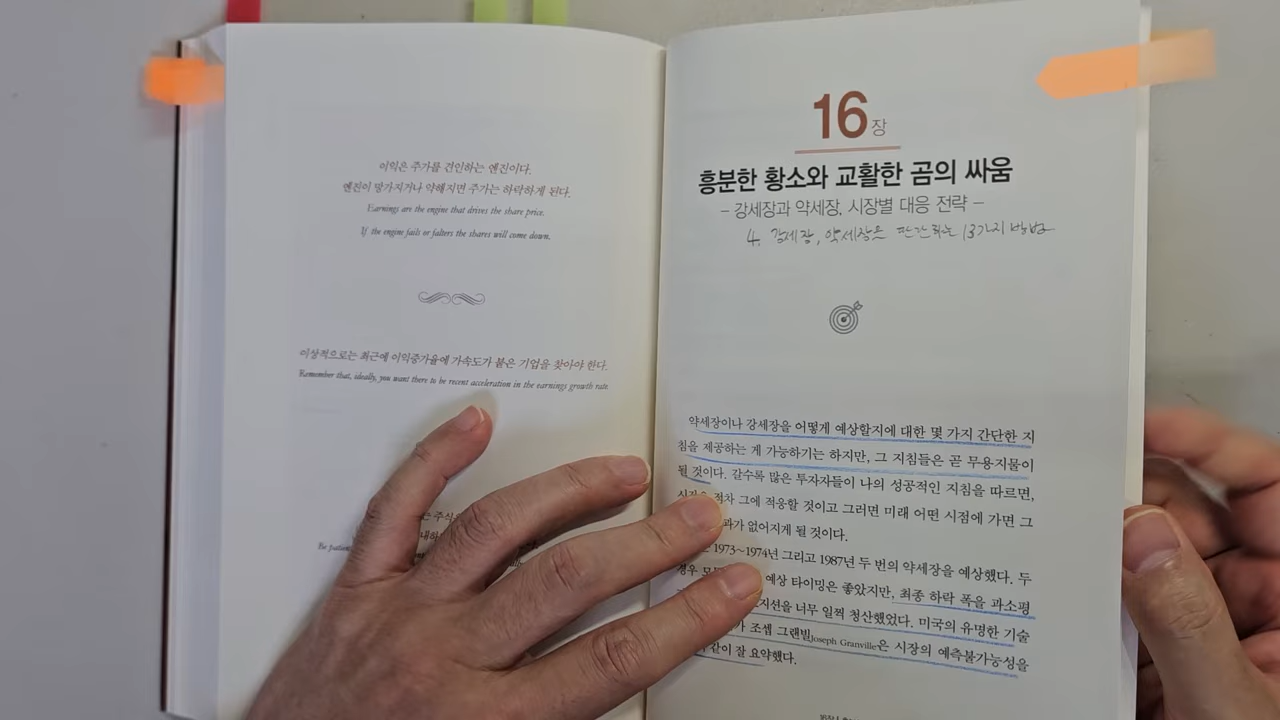 이익은 주가를 견인하는 엔진이다.
엔진이 망가지거나 약해지면 주가는 하락하게 된다.
Earnings are the engine that drives the share price.
If the engine fails or falters the shares will come down.
이상적으로는 최근에 이익증가율에 가속도가 붙은 기업을 찾아야 한다.
Remember that, ideally, you want there to be recent acceleration in the earnings growth rate.
Be patient
16장
흥분한 황소와 교활한 곰의 싸움
– 강세장과 약세장, 시장별 대응 전략 –
4. 강세장, 약세장을 판단하는 13가지 방법
약세장이나 강세장을 어떻게 예상할지에 대한 몇 가지 간단한 지
침을 제공하는 게 가능하기는 하지만, 그 지침들은 곧 무용지물이
될 것이다. 갈수록 많은 투자자들이 나의 성공적인 지침을 따르면,
점차 그에 적응할 것이고 그러면 미래 어떤 시점에 가면 그
과가 없어지게 될 것이다.
1973~1974년 그리고 1987년 두 번의 약세장을 예상했다. 두
경우 예상 타이밍은 좋았지만, 최종 하락 폭을 과소평
지선을 너무 일찍 청산했었다. 미국의 유명한 기술
가 조셉 그랜빌Joseph Granville은 시장의 예측불가능성을
같이 잘 요약했다.